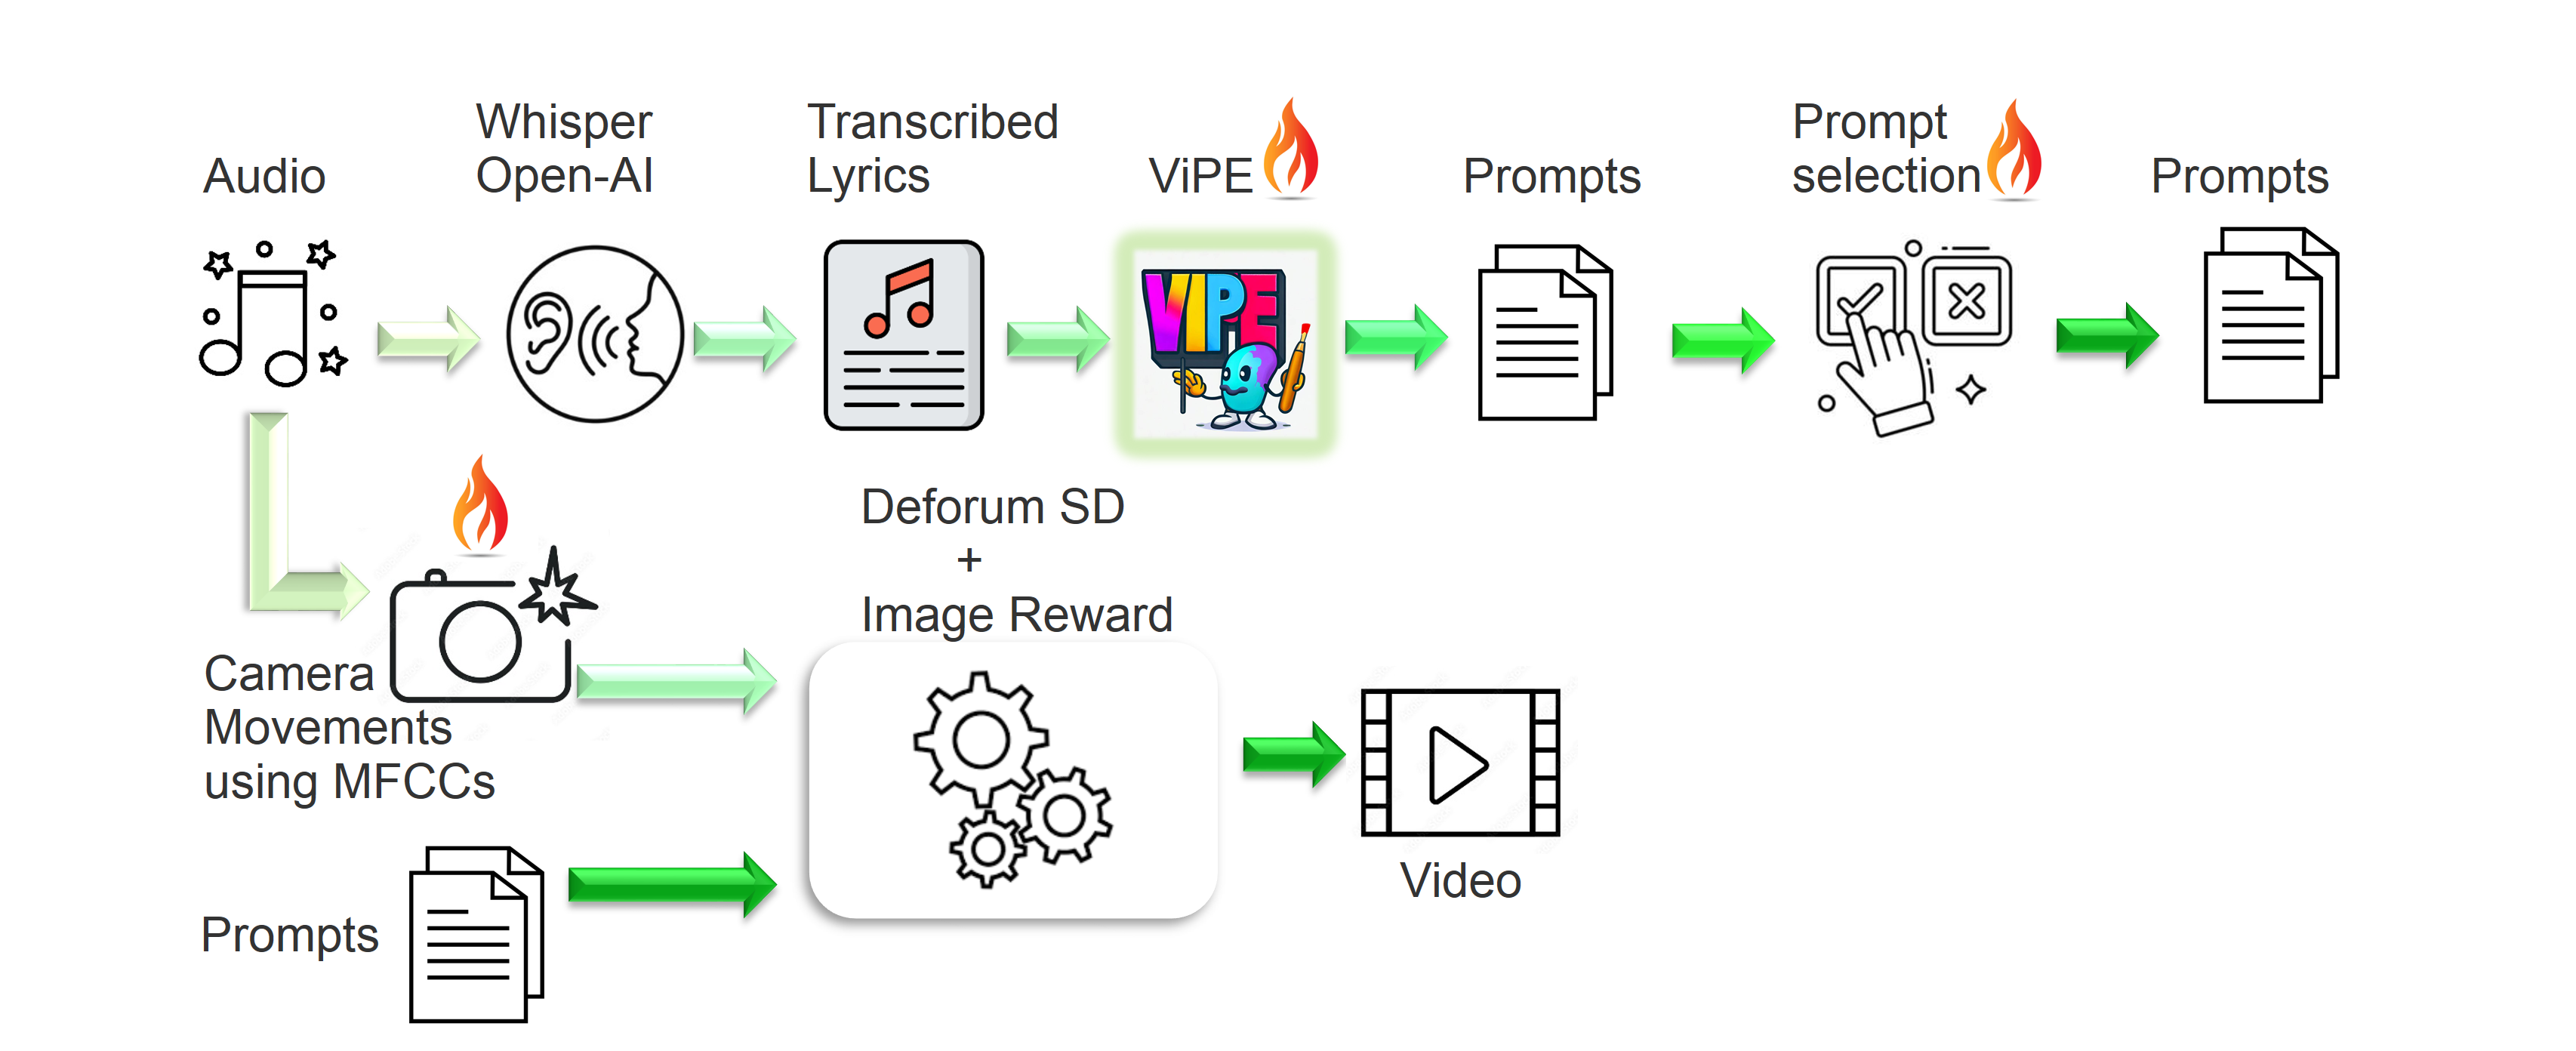 Audio
Whisper
Open-AI
Transcribed
Lyrics
ViPE
Prompts
Prompt
selection
Prompts
VIPE
Deforum SD
+
Image Reward
Camera
Movements
using MFCCs
Video
Prompts